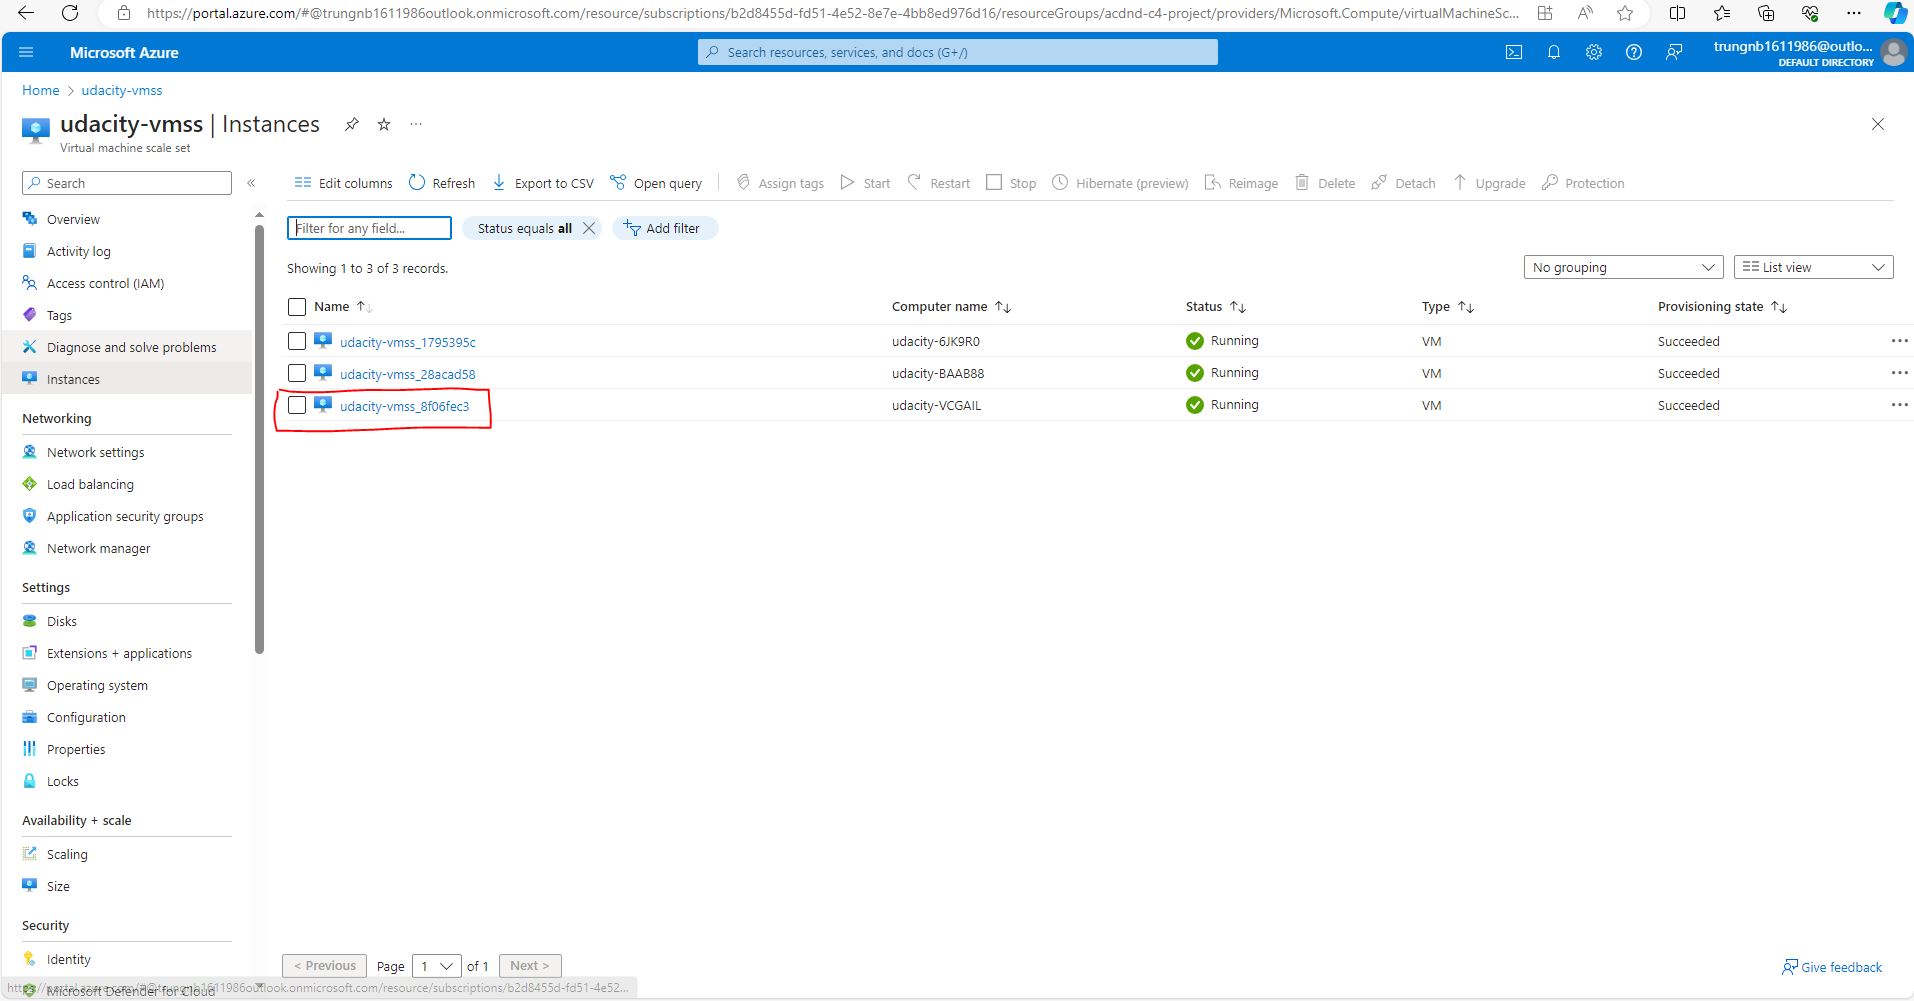 https://portal.azure.com/#@trungnb1611986outlook.onmicrosoft.com/resource/subscriptions/b2d8455d-fd51-4e52-8e7e-4bb8ed976d16/resourceGroups/acdnd-c4-project/providers/Microsoft.Compute/virtualMachineSc...
Microsoft Azure
Search resources, services, and docs (G+/)
trungnb1611986@outlo...
DEFAULT DIRECTORY
Home > udacity-vmss
udacity-vmss | Instances
Virtual machine scale set
Search
Edit columns Refresh Export to CSV Open query Assign tags Start Restart Stop Hibernate (preview) Reimage Delete Detach Upgrade Protection
Overview
Activity log
Access control (IAM)
Tags
Diagnose and solve problems
Instances
Networking
Network settings
Load balancing
Application security groups
Network manager
Settings
Disks
Extensions + applications
Operating system
Configuration
Properties
Locks
Availability + scale
Scaling
Size
Security
Identity
Microsoft Defender for Cloud
Filter for any field... Status equals all Add filter
Showing 1 to 3 of 3 records. No grouping List view
Name Computer name Status Type Provisioning state
udacity-vmss_1795395c udacity-6JK9R0 Running VM Succeeded
udacity-vmss_28acad58 udacity-BAAB88 Running VM Succeeded
udacity-vmss_8f06fec3 udacity-VCGAIL Running VM Succeeded
< Previous Page 1 of 1 Next >
Give feedback
https://portal.azure.com/#@trungnb1611986outlook.onmicrosoft.com/resource/subscriptions/b2d8455d-fd51-4e52...